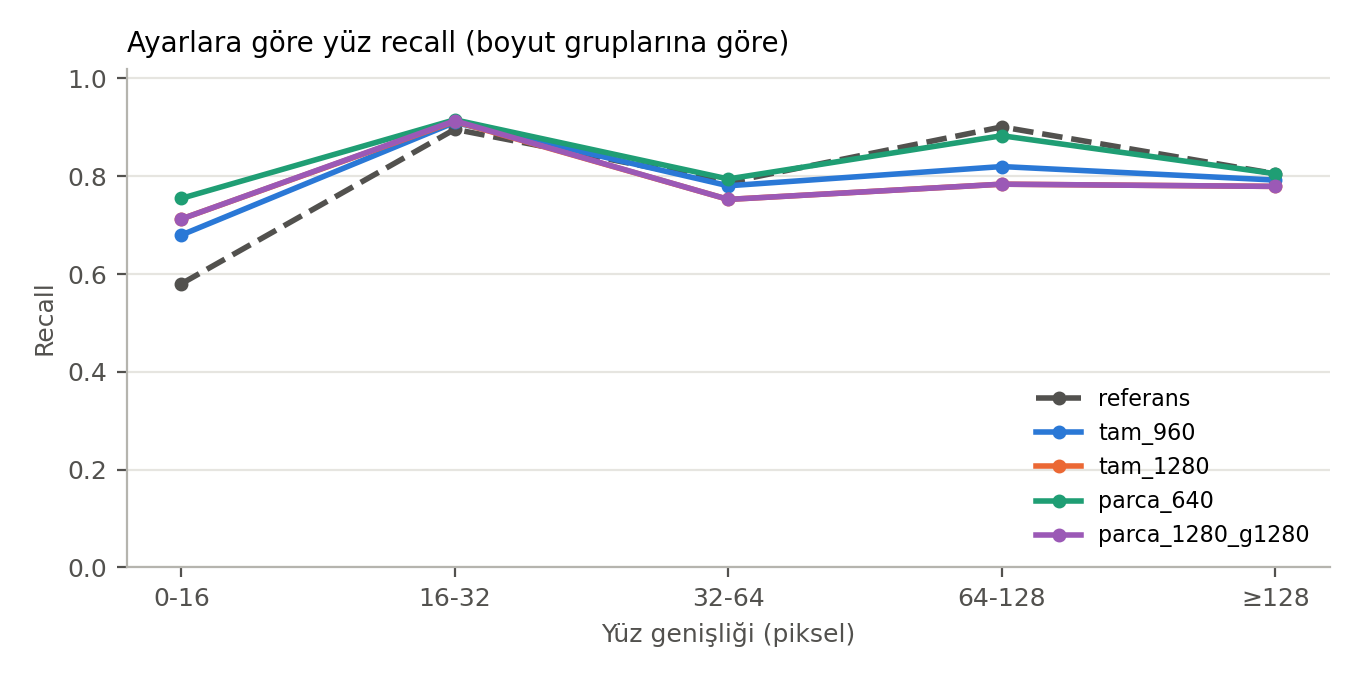 Ayarlara göre yüz recall (boyut gruplarına göre)
1.0
0.8
0.6
0.4
0.2
0.0
Recall
referans
tam_960
tam_1280
parca_640
parca_1280_g1280
0-16
16-32
32-64
64-128
≥128
Yüz genişliği (piksel)